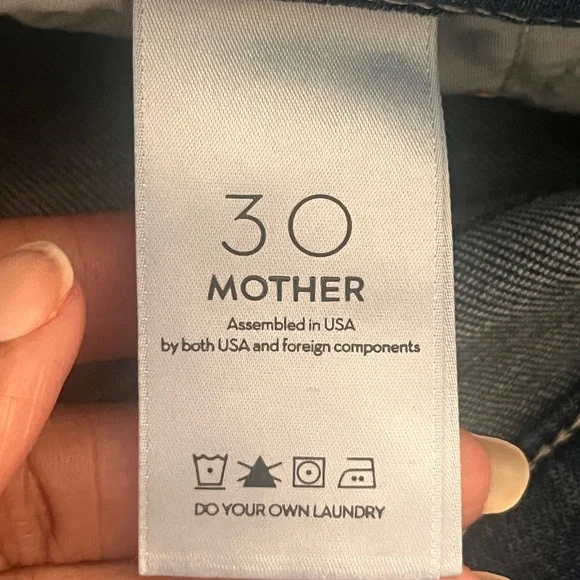 30
MOTHER
Assembled in USA
by both USA and foreign components
DO YOUR OWN LAUNDRY